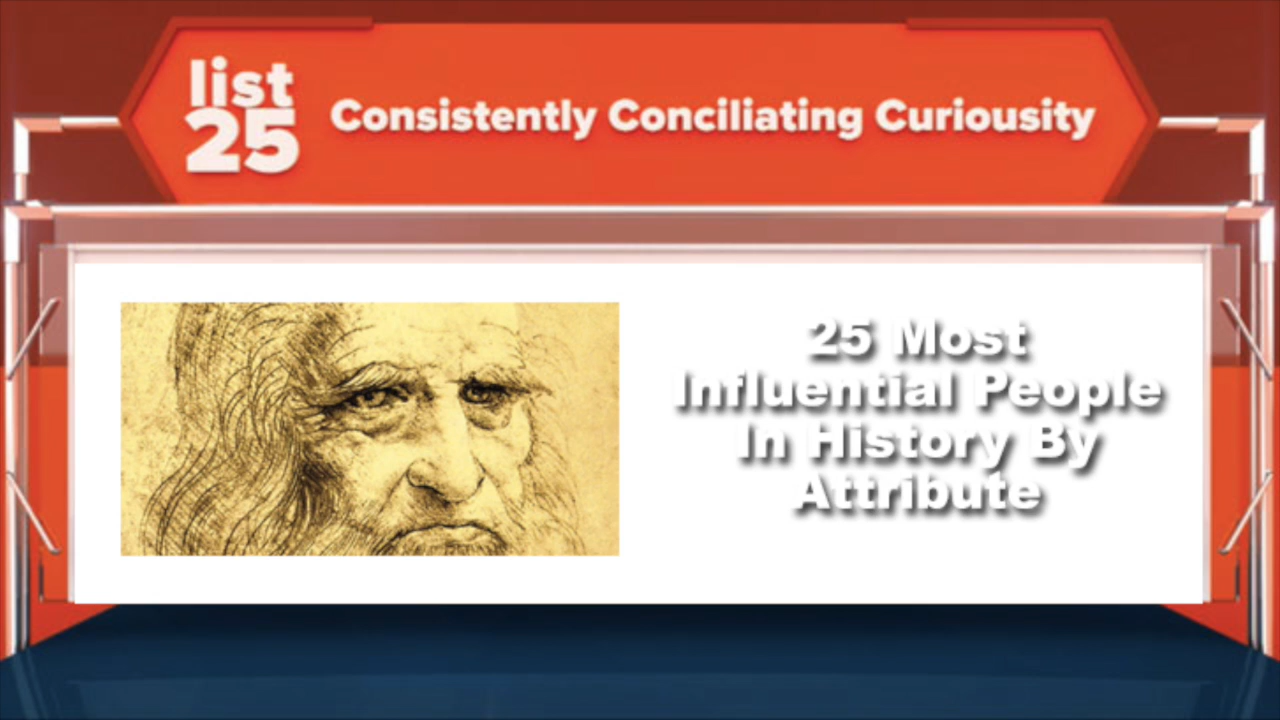 list
25
Consistently Conciliating Curiousity
25 Most
Influential People
In History By
Attribute